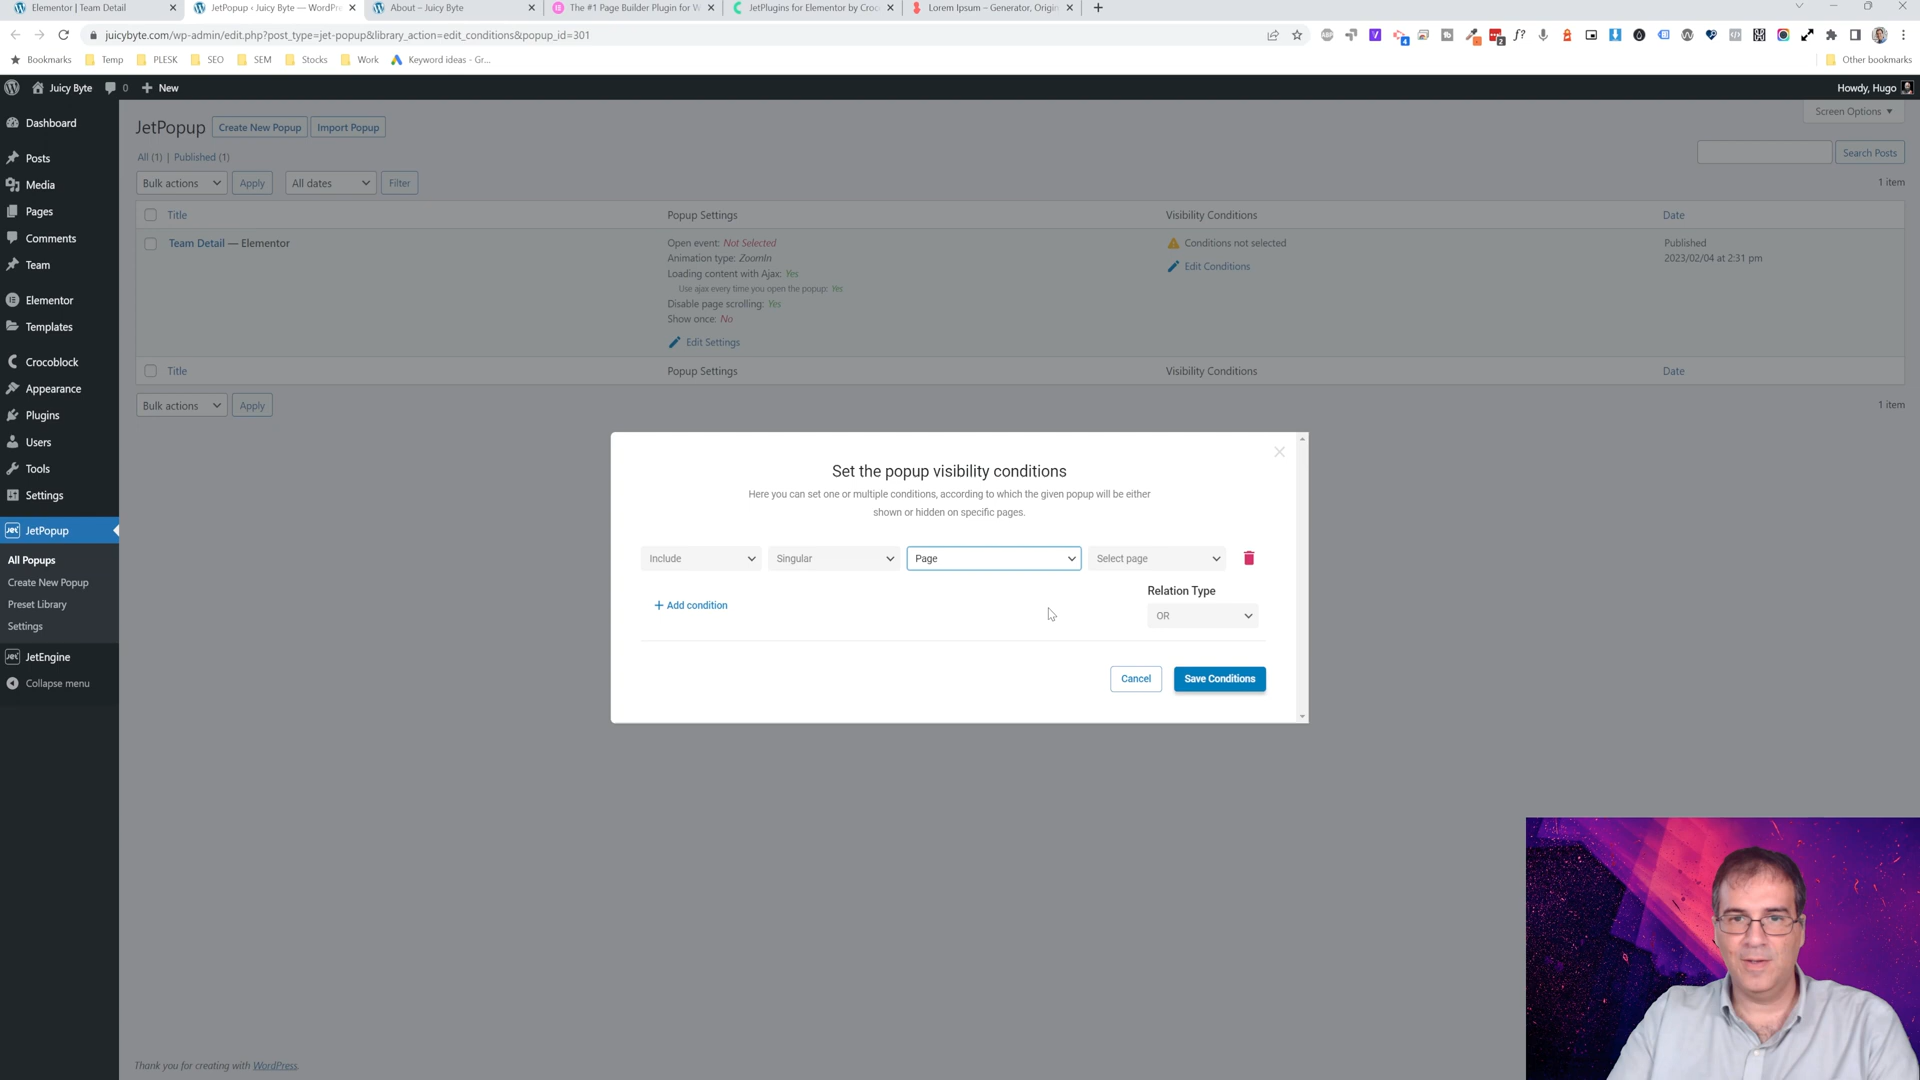 Elementor | Team Detail
JetPopup ‹ Juicy Byte — WordPre
About – Juicy Byte
The #1 Page Builder Plugin for W
JetPlugins for Elementor by Croc
Lorem Ipsum – Generator, Origin
juicybyte.com/wp-admin/edit.php?post_type=jet-popup&library_action=edit_conditions&popup_id=301
Bookmarks Temp PLESK SEO SEM Stocks Work Keyword ideas - Gr... Other bookmarks
Juicy Byte 0 New Howdy, Hugo
Screen Options
Dashboard
Posts
Media
Pages
Comments
Team
Elementor
Templates
Crocoblock
Appearance
Plugins
Users
Tools
Settings
JetPopup
All Popups
Create New Popup
Preset Library
Settings
JetEngine
Collapse menu
JetPopup Create New Popup Import Popup
All (1) | Published (1)
Search Posts
Bulk actions Apply All dates Filter
1 item
Title Popup Settings Visibility Conditions Date
Team Detail — Elementor
Open event: Not Selected
Animation type: ZoomIn
Loading content with Ajax: Yes
Use ajax every time you open the popup: Yes
Disable page scrolling: Yes
Show once: No
Edit Settings
Conditions not selected
Edit Conditions
Published
2023/02/04 at 2:31 pm
Title Popup Settings Visibility Conditions Date
Bulk actions Apply
1 item
Set the popup visibility conditions
Here you can set one or multiple conditions, according to which the given popup will be either
shown or hidden on specific pages.
Include Singular Page Select page
+ Add condition
Relation Type
OR
Cancel Save Conditions
Thank you for creating with WordPress.